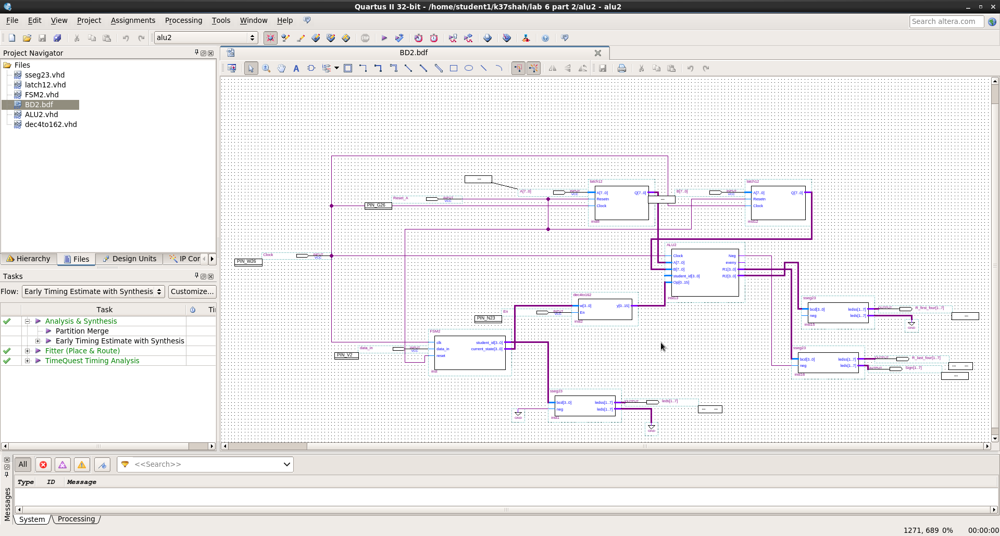 Quartus II 32-bit - /home/student1/k37shah/lab 6 part 2/alu2 - alu2
File Edit View Project Assignments Processing Tools Window Help
Search altera.com
alu2
STOP
Project Navigator
Files
sseg23.vhd
latch12.vhd
FSM2.vhd
BD2.bdf
ALU2.vhd
dec4to162.vhd
Hierarchy Files Design Units IP Cor
Tasks
Flow: Early Timing Estimate with Synthesis Customize...
Task Ti
Analysis & Synthesis
Partition Merge
Early Timing Estimate with Synthesis
Fitter (Place & Route)
TimeQuest Timing Analysis
BD2.bdf
...
latch12
A[7..0] INPUT VCC
A[7..0] Q[7..0]
Resetn
Clock
inst8
Reset_A INPUT VCC
PIN_G26
...
latch12
B[7..0] INPUT VCC
A[7..0] Q[7..0]
Resetn
Clock
inst12
Clock INPUT VCC
PIN_W26
ALU2
Clock Neg
A[7..0] eveny
B[7..0] R1[3..0]
student_id[3..0] R2[3..0]
Op[0..15]
inst13
dec4to162
w[3..0] y[0..15]
En
inst2
En INPUT VCC
PIN_N23
FSM2
clk student_id[3..0]
data_in current_state[3..0]
reset
inst
data_in INPUT VCC
PIN_V2
sseg23
bcd[3..0] ledss[1..7]
neg leds[1..7]
inst15
OUTPUT R_first_four[1..7]
...
GND
sseg23
bcd[3..0] ledss[1..7]
neg leds[1..7]
inst16
OUTPUT R_last_four[1..7]
... ...
OUTPUT Sign[1..7]
...
sseg23
bcd[3..0] ledss[1..7]
neg leds[1..7]
inst1
GND
OUTPUT leds[1..7]
... ...
GND
All <<Search>>
Type ID Message
Messages
System Processing
1271, 689 0% 00:00:00